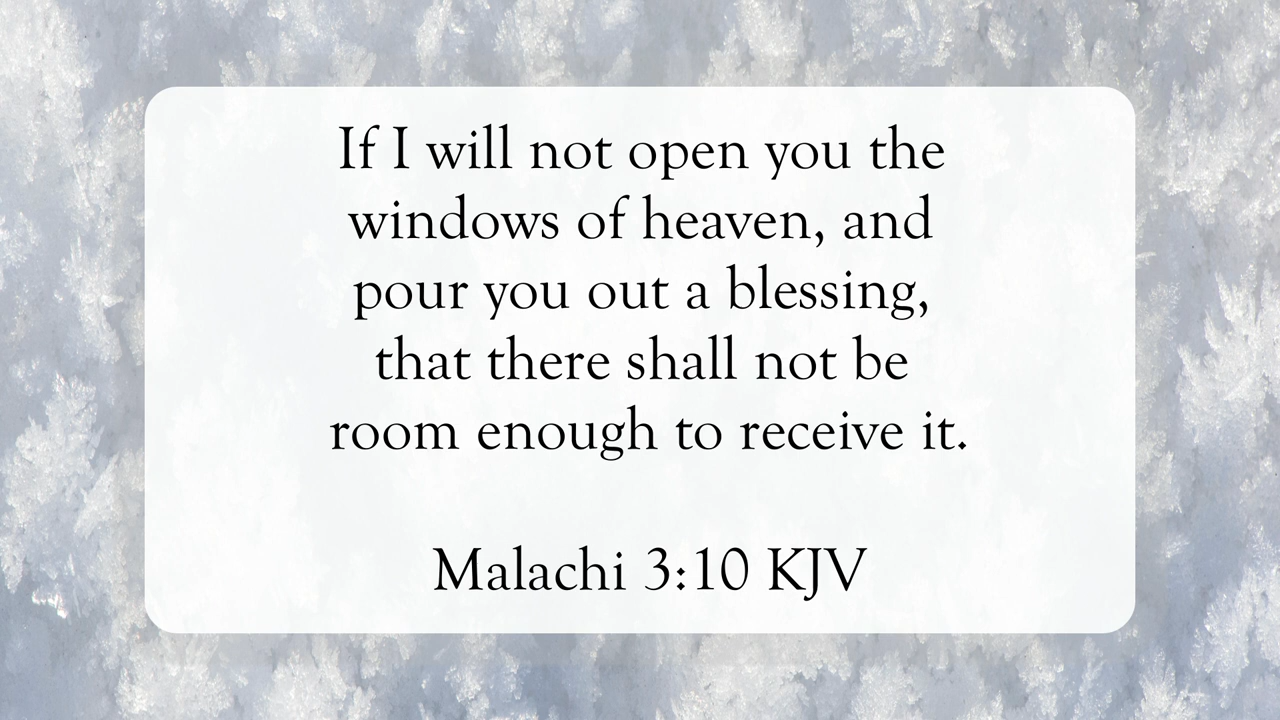 If I will not open you the
windows of heaven, and
pour you out a blessing,
that there shall not be
room enough to receive it.
Malachi 3:10 KJV